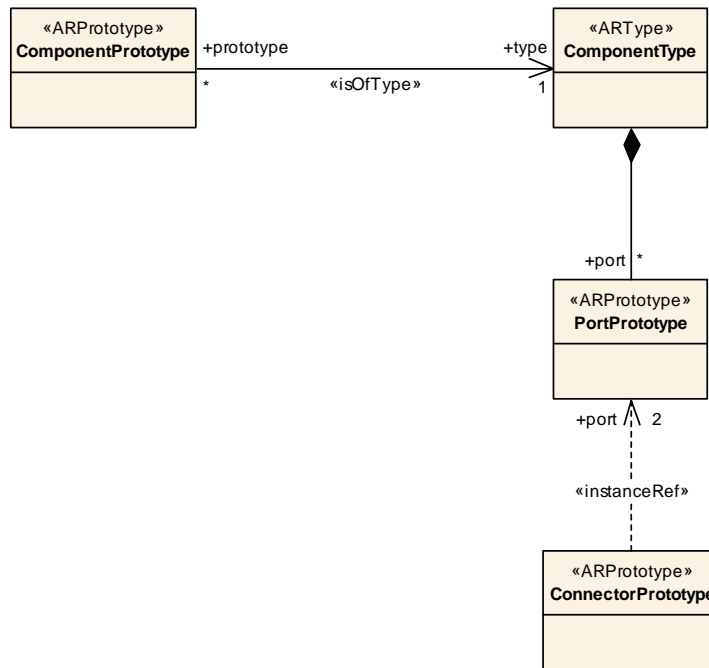 «ARPrototype»
ComponentPrototype
+prototype
*
«isOfType»
+type
1
«ARType»
ComponentType
+port
*
«ARPrototype»
PortPrototype
+port
2
«instanceRef»
«ARPrototype»
ConnectorPrototype